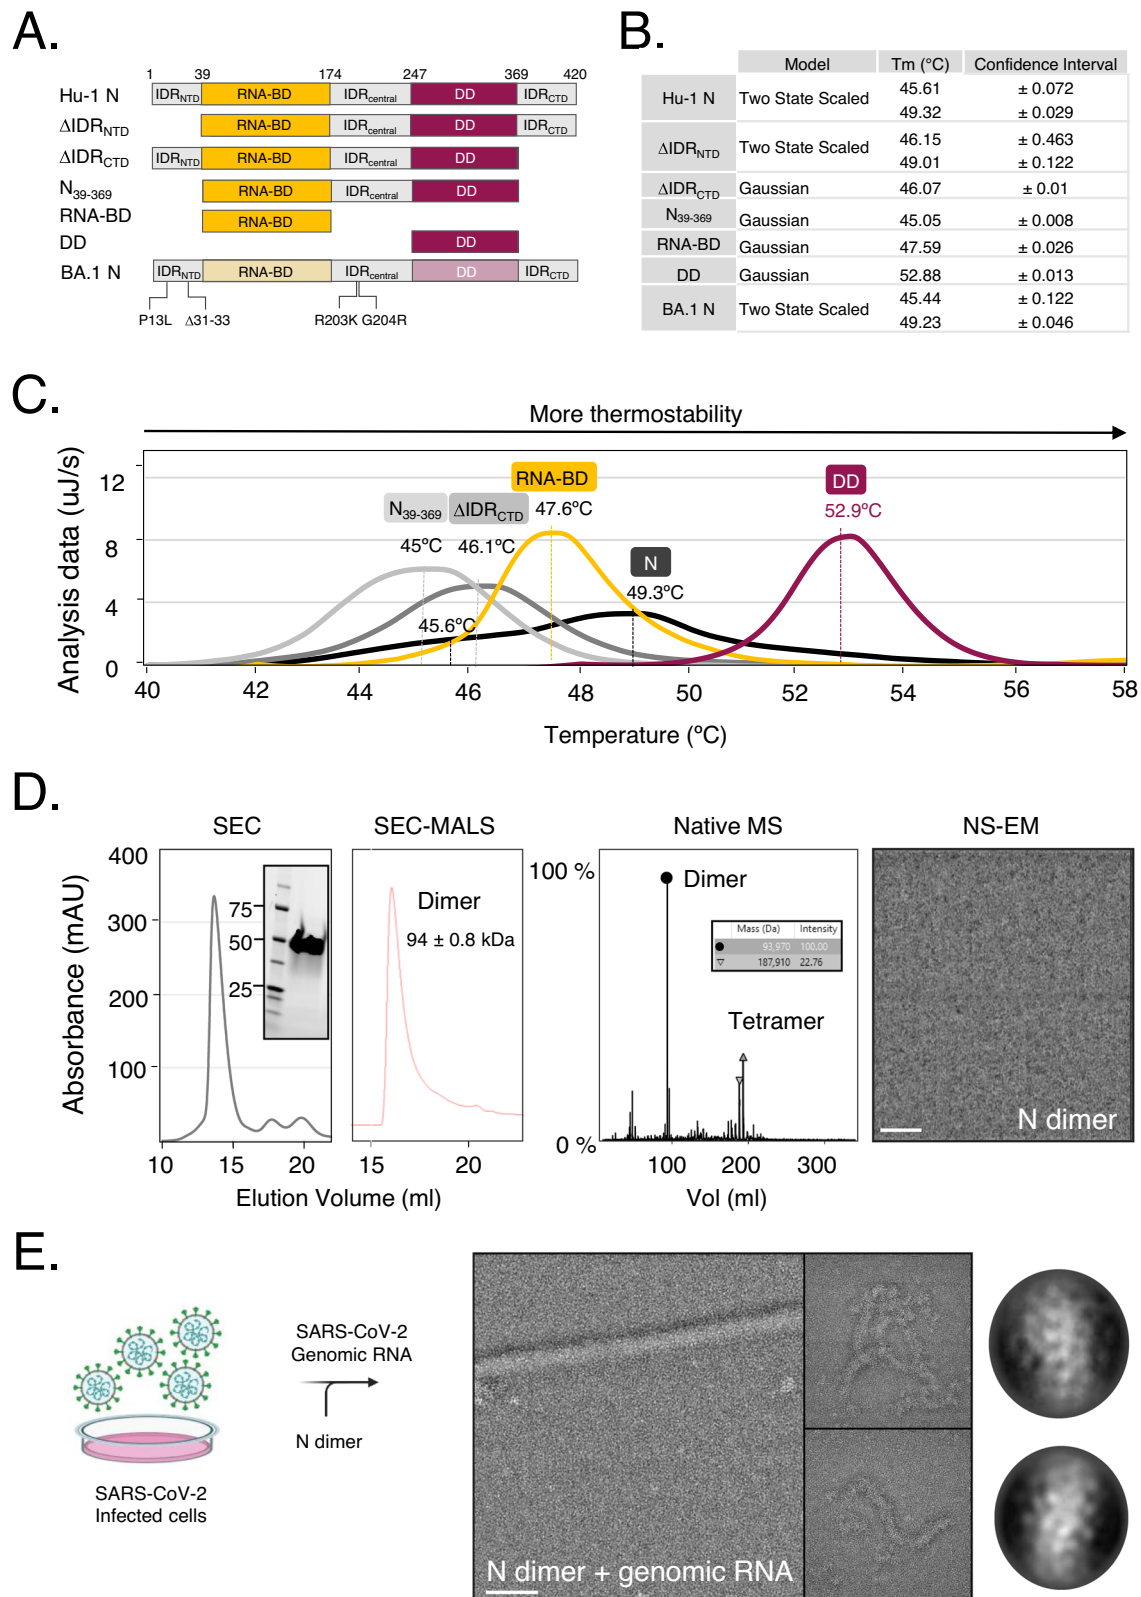 A.
1 39 174 247 369 420
Hu-1 N IDRNTD RNA-BD IDRcentral DD IDRCTD
ΔIDRNTD RNA-BD IDRcentral DD IDRCTD
ΔIDRCTD IDRNTD RNA-BD IDRcentral DD
N39-369 RNA-BD IDRcentral DD
RNA-BD RNA-BD
DD DD
BA.1 N IDRNTD RNA-BD IDRcentral DD IDRCTD
P13L Δ31-33 R203K G204R
B.
Model Tm (°C) Confidence Interval
Hu-1 N Two State Scaled 45.61 ± 0.072
49.32 ± 0.029
ΔIDRNTD Two State Scaled 46.15 ± 0.463
49.01 ± 0.122
ΔIDRCTD Gaussian 46.07 ± 0.01
N39-369 Gaussian 45.05 ± 0.008
RNA-BD Gaussian 47.59 ± 0.026
DD Gaussian 52.88 ± 0.013
BA.1 N Two State Scaled 45.44 ± 0.122
49.23 ± 0.046
C.
More thermostability
Analysis data (uJ/s)
12
8
4
0
RNA-BD
47.6ºC
DD
52.9ºC
N39-369
45ºC
ΔIDRCTD
46.1ºC
N
49.3ºC
45.6ºC
40 42 44 46 48 50 52 54 56 58
Temperature (ºC)
D.
SEC SEC-MALS Native MS NS-EM
Absorbance (mAU)
400
300
200
100
75
50
25
Dimer
94 ± 0.8 kDa
100 %
0 %
Dimer
Mass (Da) Intensity
93,970 100.00
187,910 22.76
Tetramer
N dimer
10 15 20
15 20
100 200 300
Elution Volume (ml)
Vol (ml)
E.
SARS-CoV-2
Genomic RNA
N dimer
SARS-CoV-2
Infected cells
N dimer + genomic RNA